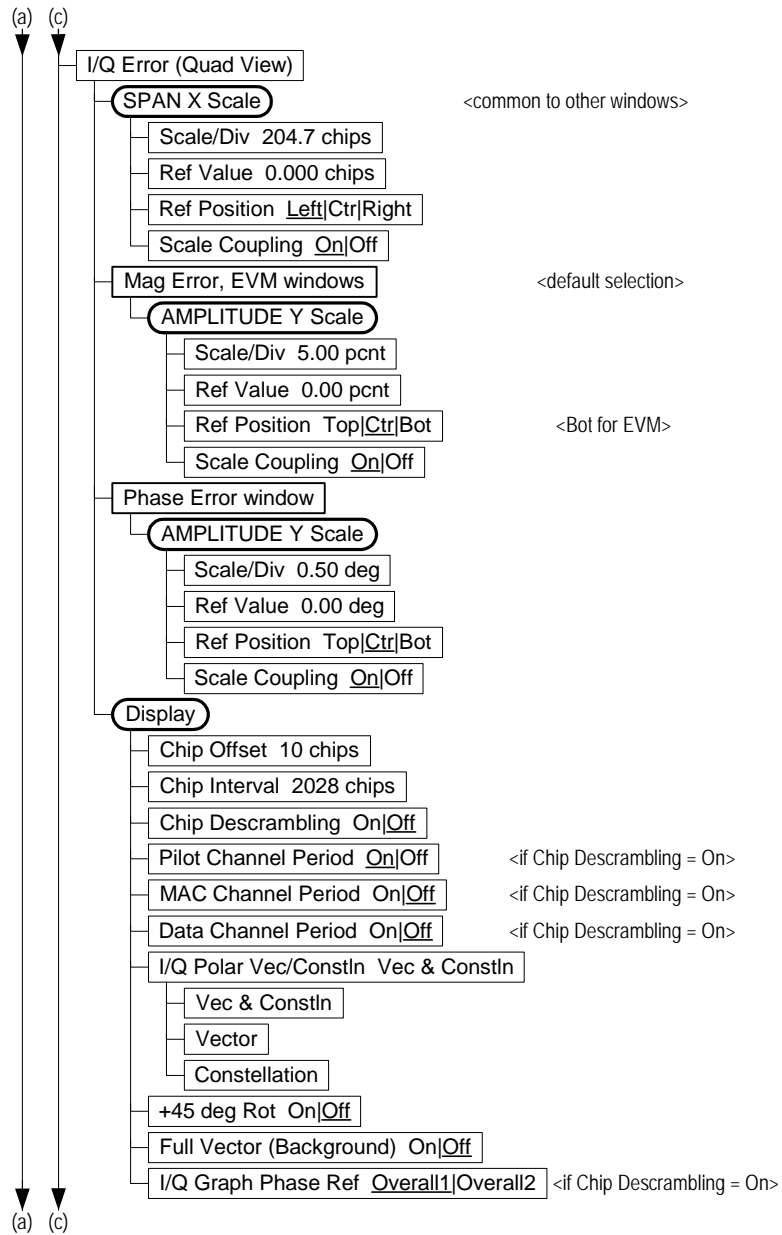 (a) (c)
I/Q Error (Quad View)
SPAN X Scale <common to other windows>
Scale/Div 204.7 chips
Ref Value 0.000 chips
Ref Position Left|Ctr|Right
Scale Coupling On|Off
Mag Error, EVM windows <default selection>
AMPLITUDE Y Scale
Scale/Div 5.00 pcnt
Ref Value 0.00 pcnt
Ref Position Top|Ctr|Bot <Bot for EVM>
Scale Coupling On|Off
Phase Error window
AMPLITUDE Y Scale
Scale/Div 0.50 deg
Ref Value 0.00 deg
Ref Position Top|Ctr|Bot
Scale Coupling On|Off
Display
Chip Offset 10 chips
Chip Interval 2028 chips
Chip Descrambling On|Off
Pilot Channel Period On|Off <if Chip Descrambling = On>
MAC Channel Period On|Off <if Chip Descrambling = On>
Data Channel Period On|Off <if Chip Descrambling = On>
I/Q Polar Vec/Constln Vec & Constln
Vec & Constln
Vector
Constellation
+45 deg Rot On|Off
Full Vector (Background) On|Off
I/Q Graph Phase Ref Overall1|Overall2 <if Chip Descrambling = On>
(a) (c)